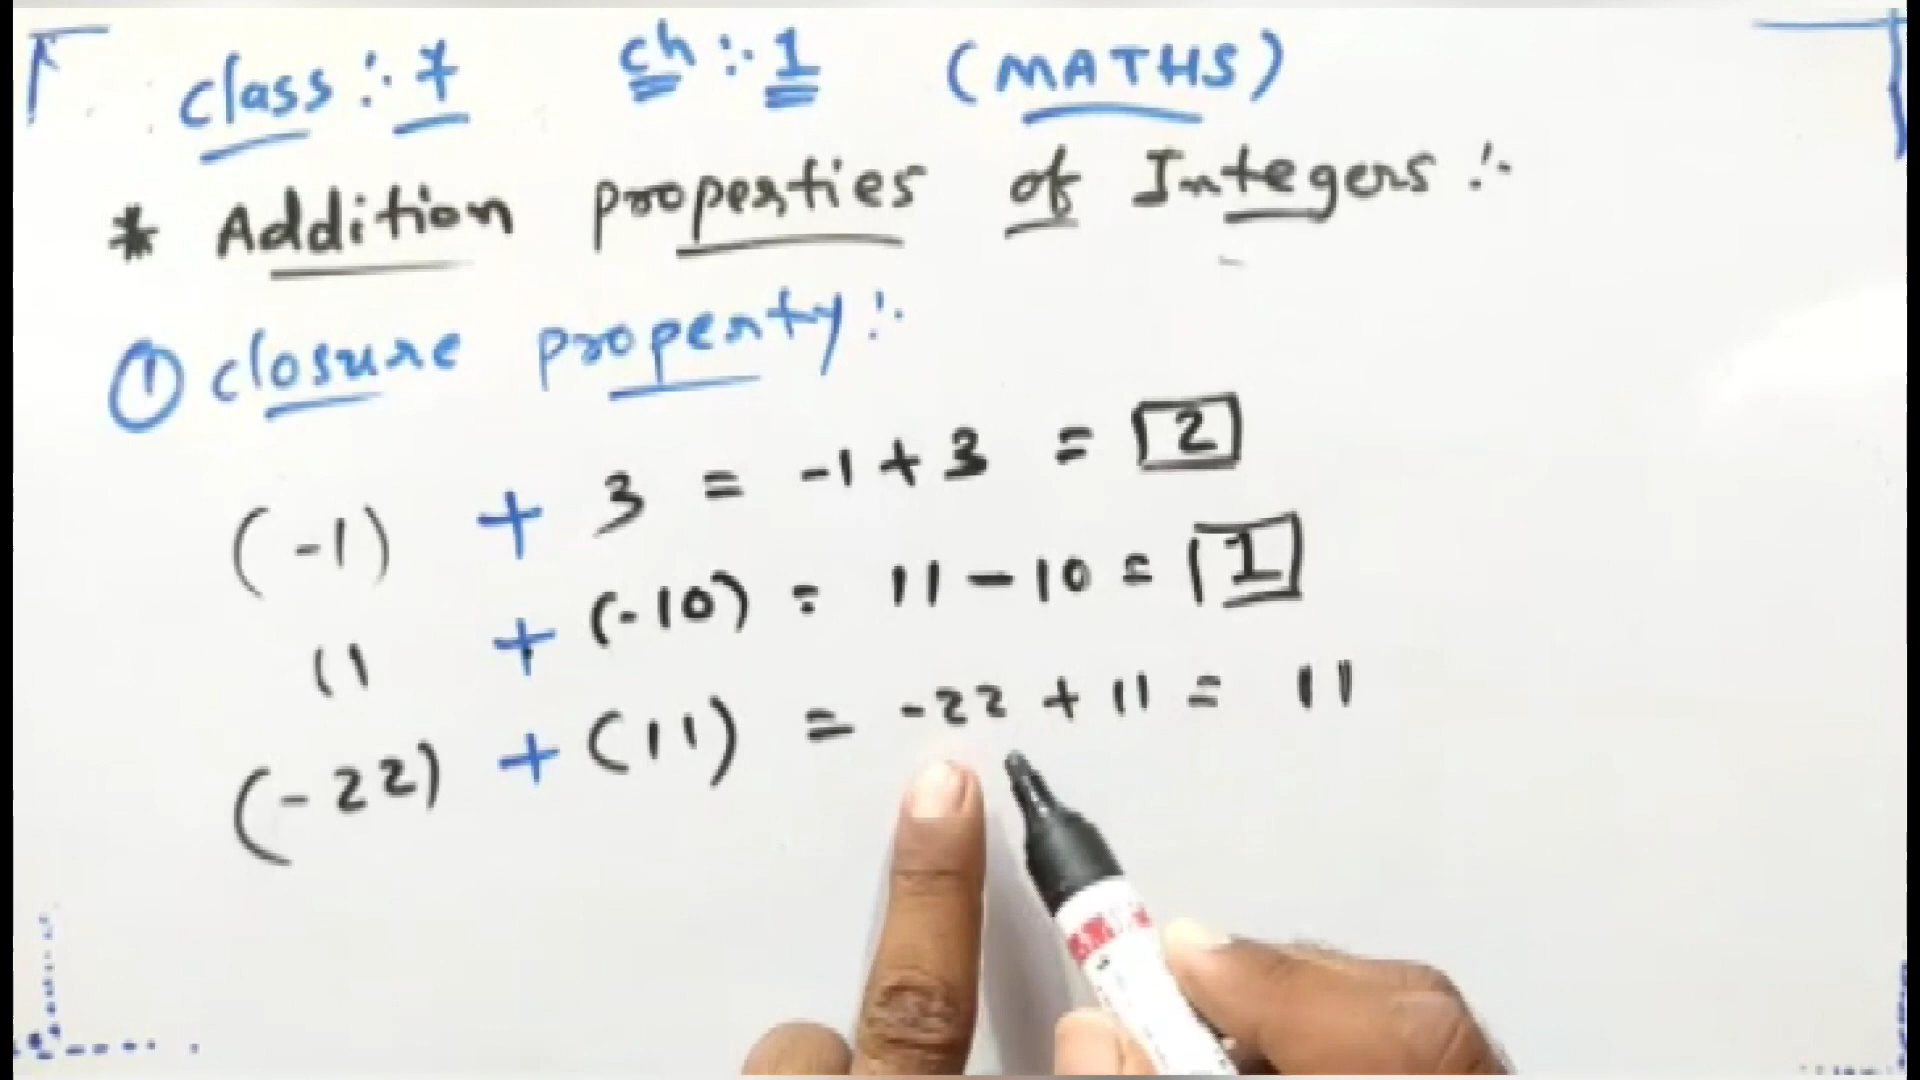 class :- 7 ch :- 1 (MATHS)
* Addition properties of Integers :-
① closure property :-
(-1) + 3 = -1 + 3 = 2
11 + (-10) = 11 - 10 = 1
(-22) + (11) = -22 + 11 = 11